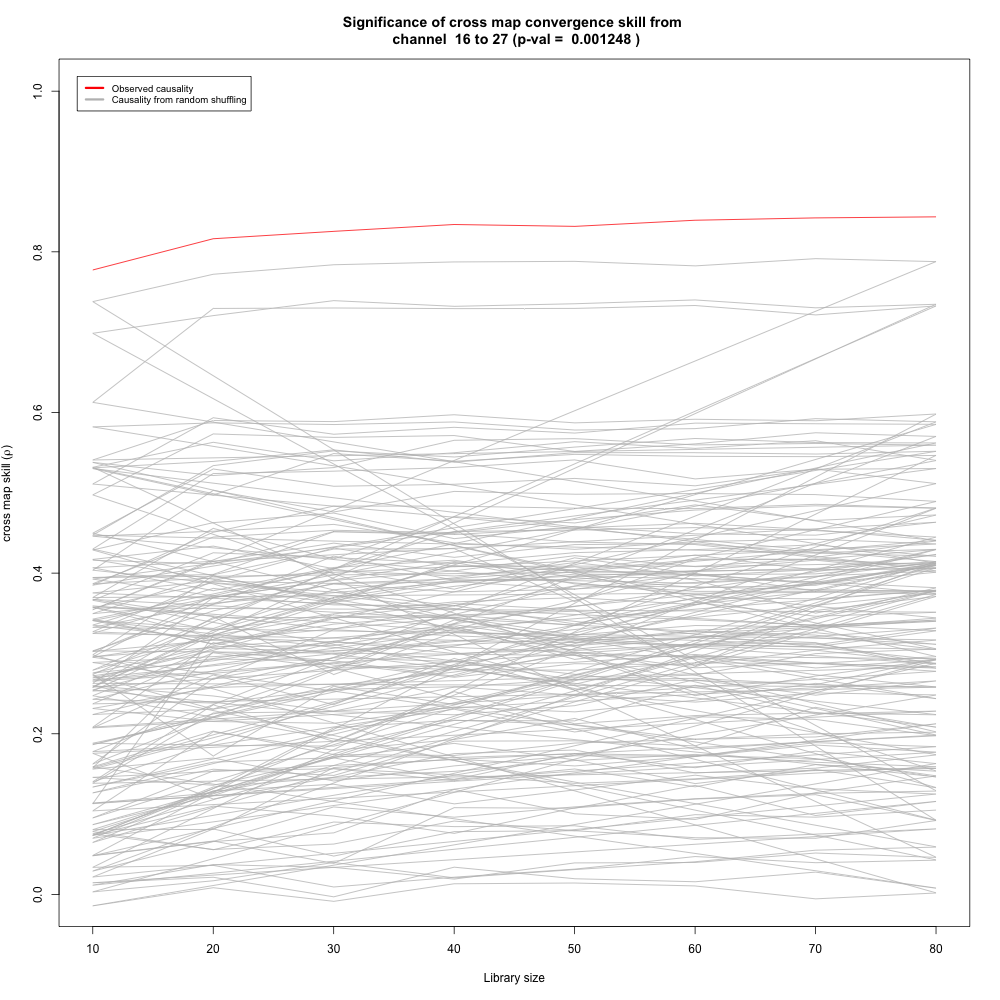 Significance of cross map convergence skill from
channel  16 to 27 (p-val =  0.001248 )
Observed causality
Causality from random shuffling
cross map skill (ρ)
1.0
0.8
0.6
0.4
0.2
0.0
10 20 30 40 50 60 70 80
Library size